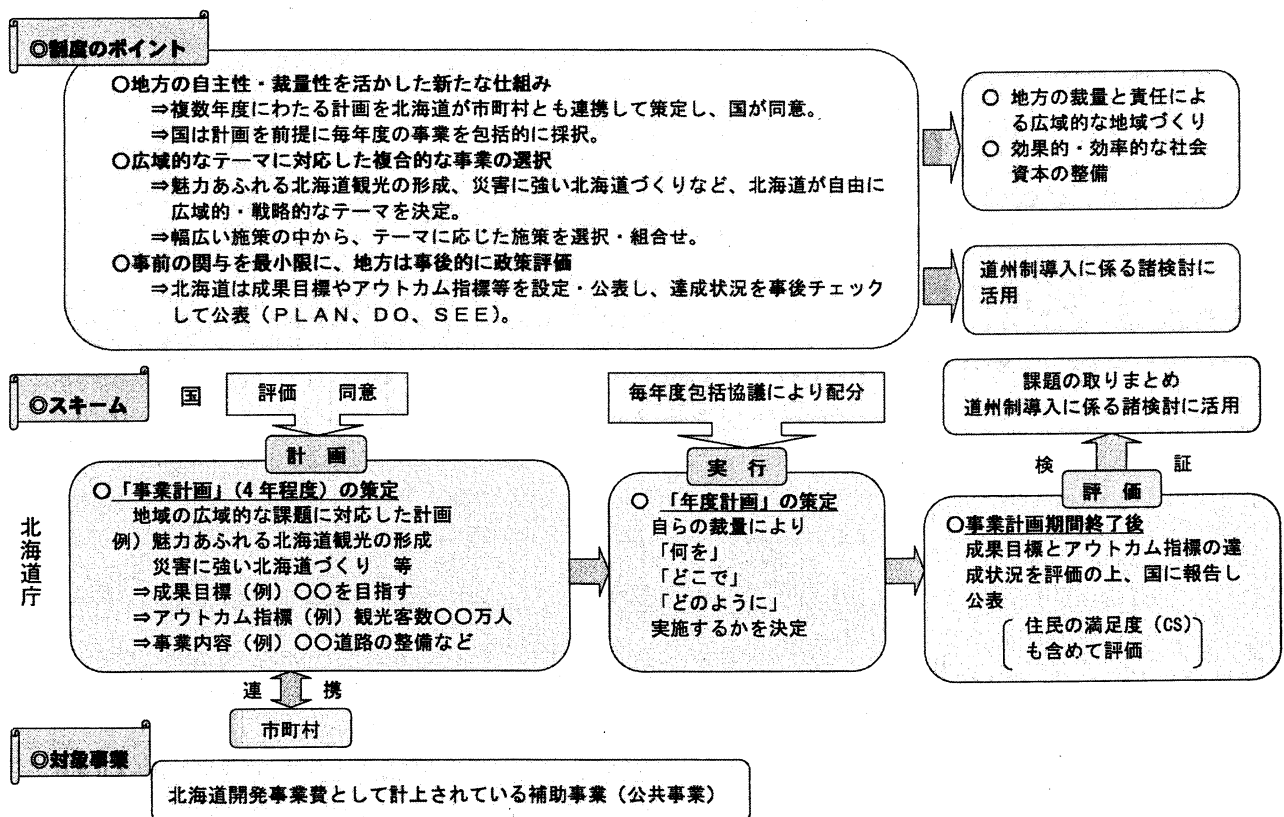 ◎制度のポイント
○地方の自主性・裁量性を活かした新たな仕組み
⇒複数年度にわたる計画を北海道が市町村とも連携して策定し、国が同意。
⇒国は計画を前提に毎年度の事業を包括的に採択。
○広域的なテーマに対応した複合的な事業の選択
⇒魅力あふれる北海道観光の形成、災害に強い北海道づくりなど、北海道が自由に
広域的・戦略的なテーマを決定。
⇒幅広い施策の中から、テーマに応じた施策を選択・組合せ。
○事前の関与を最小限に、地方は事後的に政策評価
⇒北海道は成果目標やアウトカム指標等を設定・公表し、達成状況を事後チェック
して公表（PLAN、DO、SEE）。
○ 地方の裁量と責任によ
る広域的な地域づくり
○ 効果的・効率的な社会
資本の整備
道州制導入に係る諸検討に
活用
◎スキーム
国
評価 同意
計 画
北海道庁
○「事業計画」(4年程度) の策定
地域の広域的な課題に対応した計画
例）魅力あふれる北海道観光の形成
災害に強い北海道づくり 等
⇒成果目標（例）〇〇を目指す
⇒アウトカム指標（例）観光客数〇〇万人
⇒事業内容（例）〇〇道路の整備など
連 携
市町村
毎年度包括協議により配分
実 行
○ 「年度計画」の策定
自らの裁量により
「何を」
「どこで」
「どのように」
実施するかを決定
課題の取りまとめ
道州制導入に係る諸検討に活用
検 証
評 価
○事業計画期間終了後
成果目標とアウトカム指標の達
成状況を評価の上、国に報告し
公表
住民の満足度（CS）
も含めて評価
◎対象事業
北海道開発事業費として計上されている補助事業（公共事業）